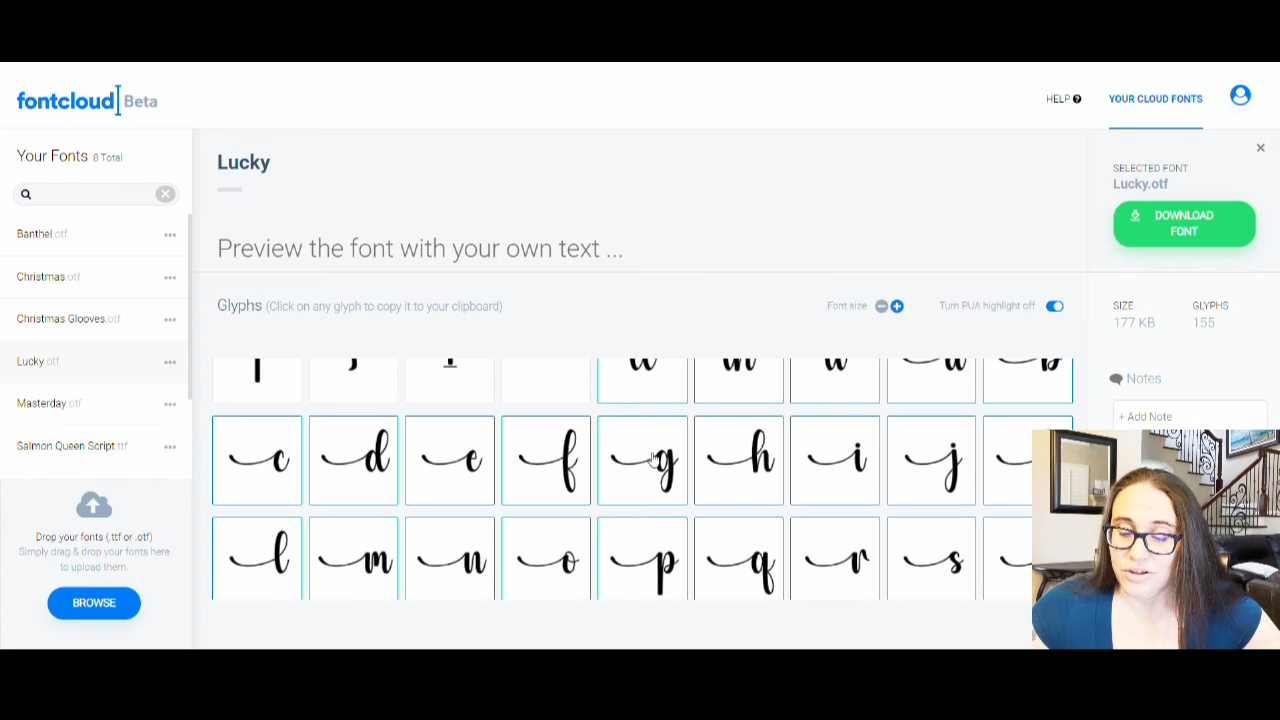 fontcloud Beta
HELP ?
YOUR CLOUD FONTS
Your Fonts 8 Total
Banthel.otf
Christmas.otf
Christmas Glooves.otf
Lucky.otf
Masterday.otf
Salmon Queen Script.ttf
Drop your fonts (.ttf or .otf)
Simply drag & drop your fonts here
to upload them.
BROWSE
Lucky
Preview the font with your own text ...
Glyphs (Click on any glyph to copy it to your clipboard)
Font size
Turn PUA highlight off
c d e f g h i j
l m n o p q r s
SELECTED FONT
Lucky.otf
DOWNLOAD
FONT
SIZE GLYPHS
177 KB 155
Notes
+ Add Note